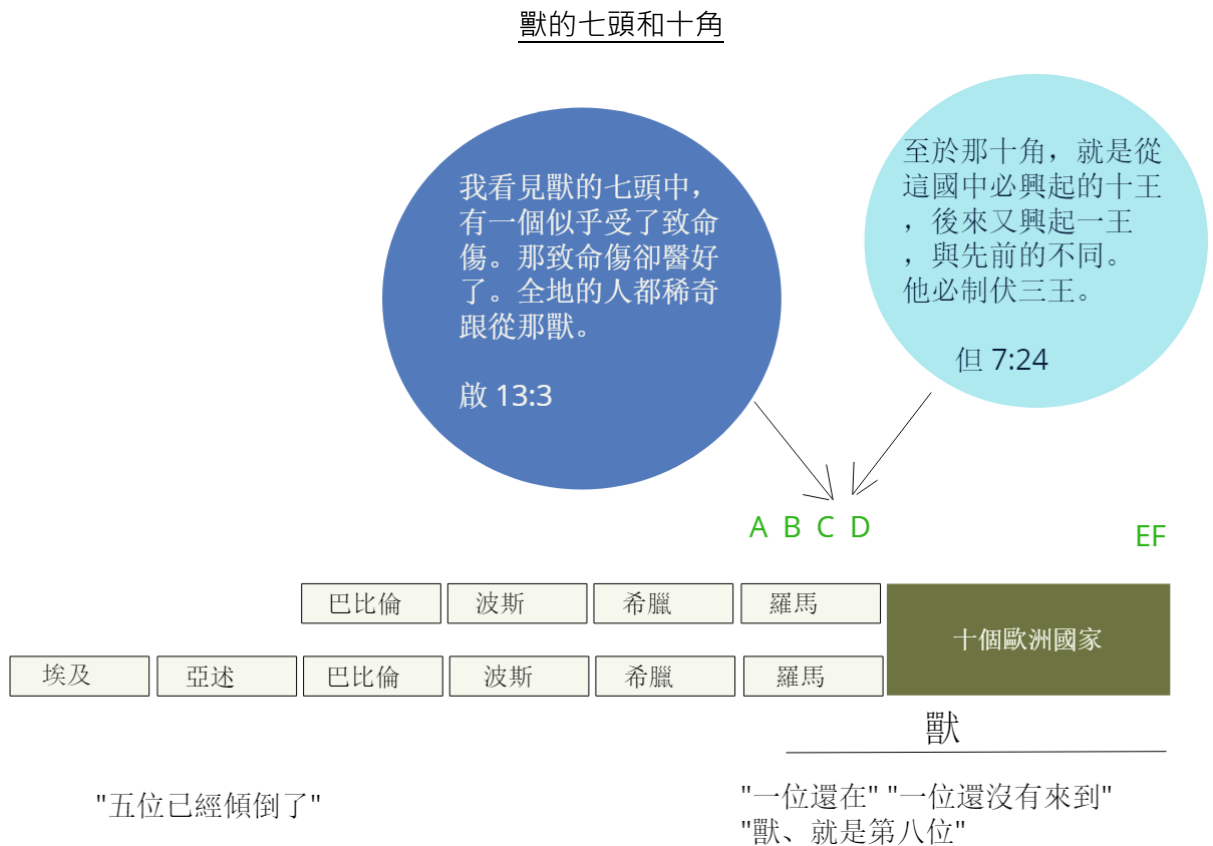 獸的七頭和十角
我看見獸的七頭中，
有一個似乎受了致命
傷。那致命傷卻醫好
了。全地的人都稀奇
跟從那獸。
啟 13:3
至於那十角，就是從
這國中必興起的十王
，後來又興起一王
，與先前的不同。
他必制伏三王。
但 7:24
A B C D
EF
巴比倫
波斯
希臘
羅馬
十個歐洲國家
埃及
亞述
巴比倫
波斯
希臘
羅馬
獸
"五位已經傾倒了"
"一位還在" "一位還沒有來到"
"獸、就是第八位"